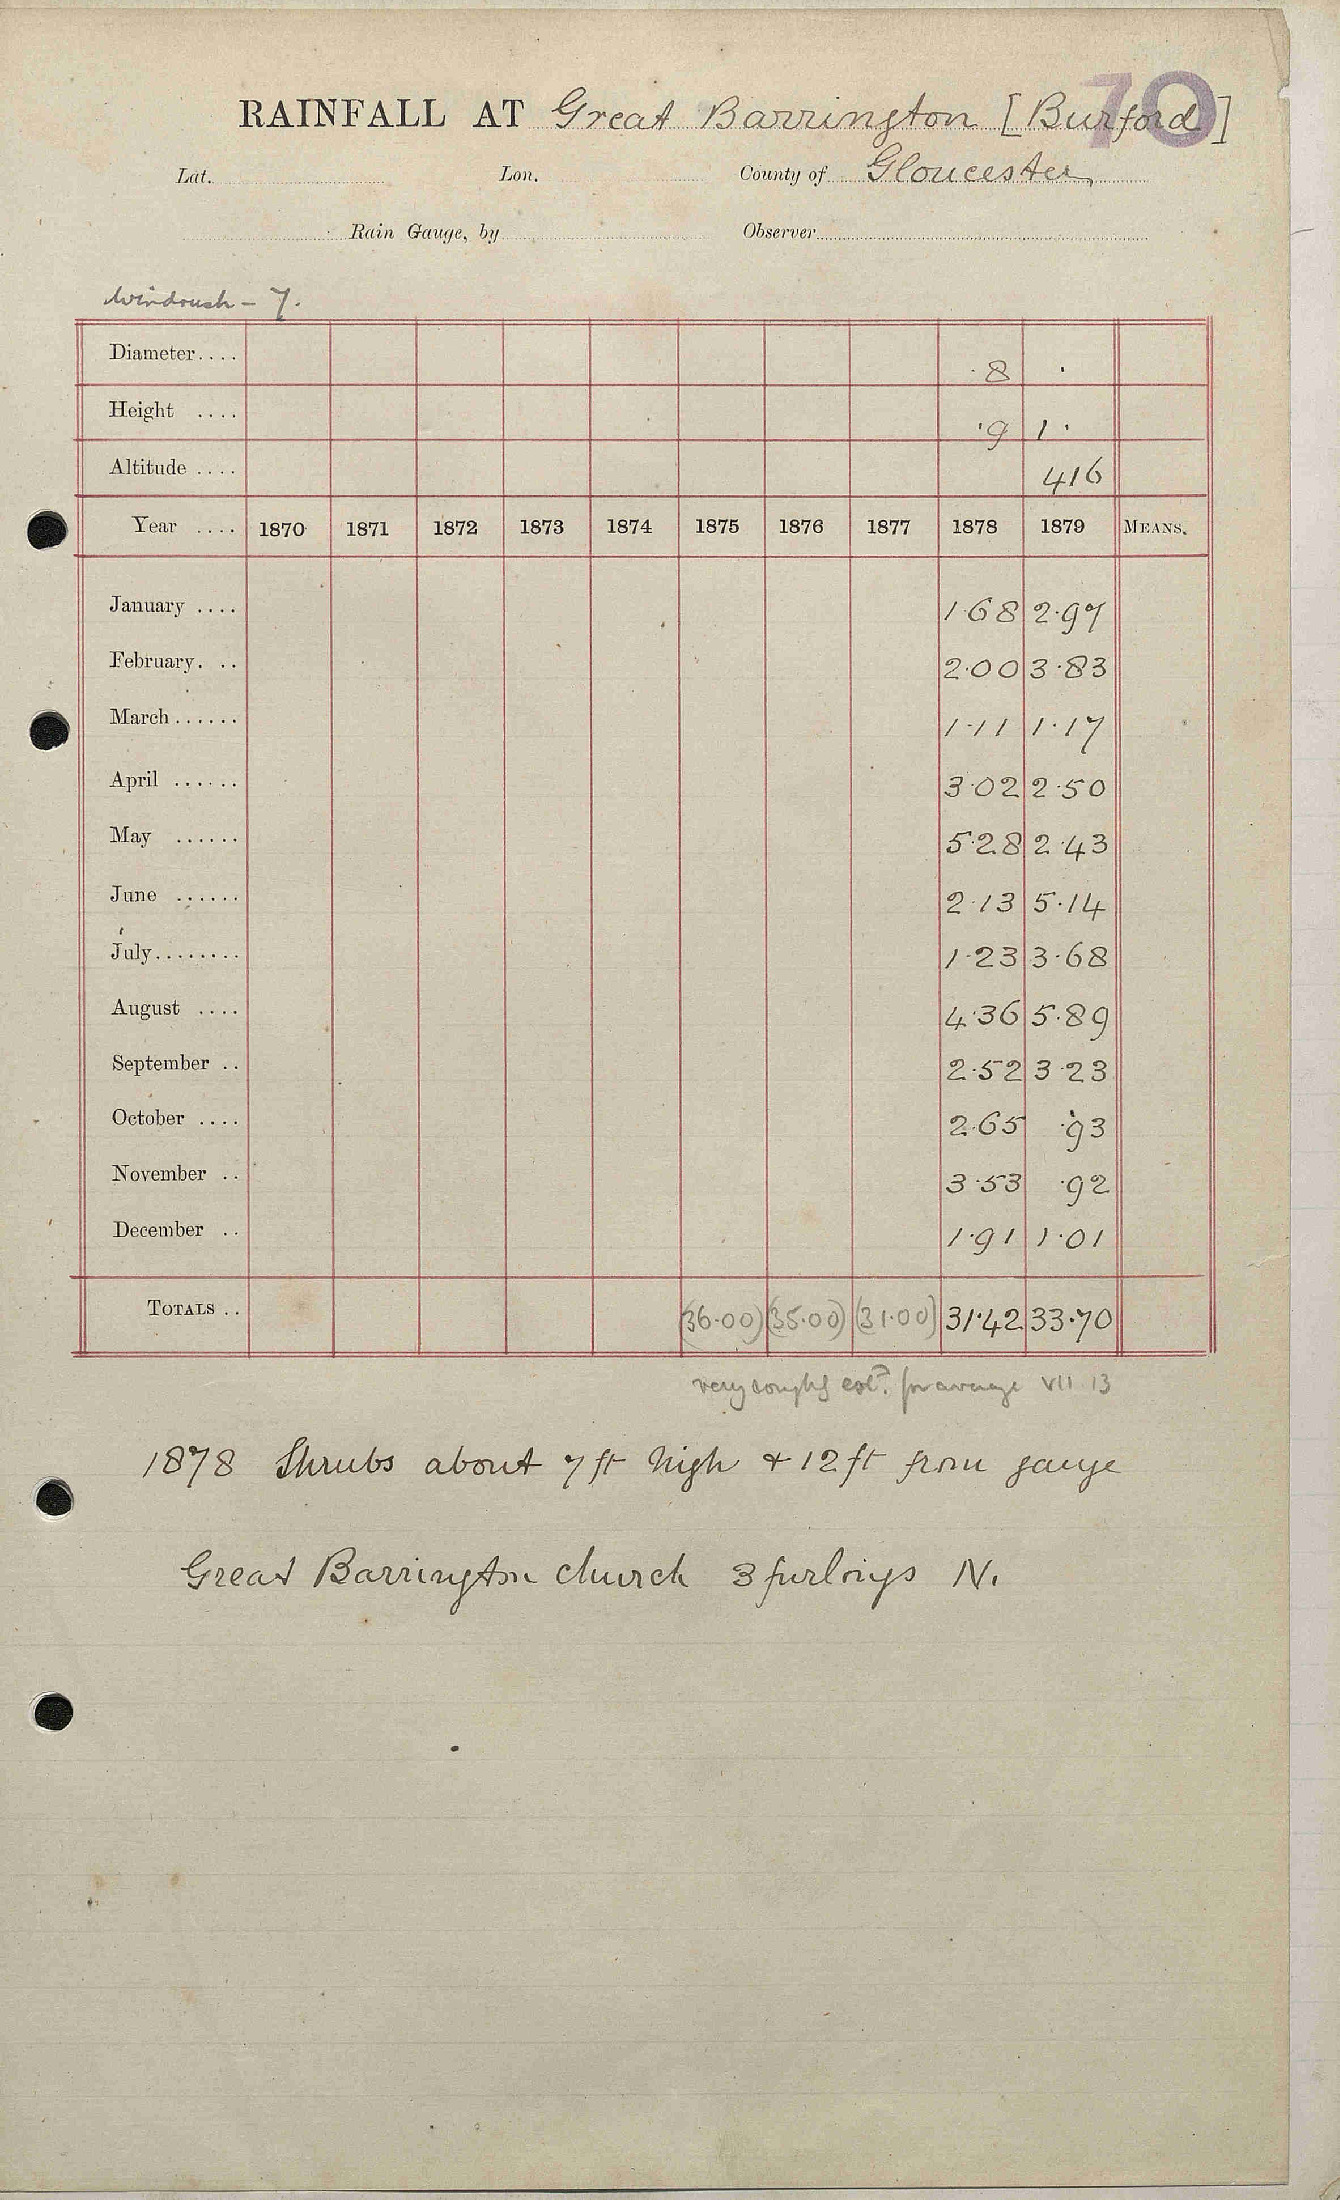 70
RAINFALL AT Great Barrington [Burford]
Lat. Lon. County of Gloucester
Rain Gauge, by Observer
Windrush - 7.
Diameter.... 8 .
Height .... .9 1.
Altitude .... 416
Year .... 1870 1871 1872 1873 1874 1875 1876 1877 1878 1879 MEANS.
January .... 1.68 2.97
February. .. 2.00 3.83
March...... 1.11 1.17
April ...... 3.02 2.50
May ...... 5.28 2.43
June ...... 2.13 5.14
July........ 1.23 3.68
August .... 4.36 5.89
September .. 2.52 3.23
October .... 2.65 .93
November .. 3.53 .92
December .. 1.91 1.01
TOTALS .. (36.00) (35.00) (31.00) 31.42 33.70
very roughly est? for average VII 13
1878 Shrubs about 7 ft high + 12 ft from gauge
Great Barrington church 3 furlongs N.